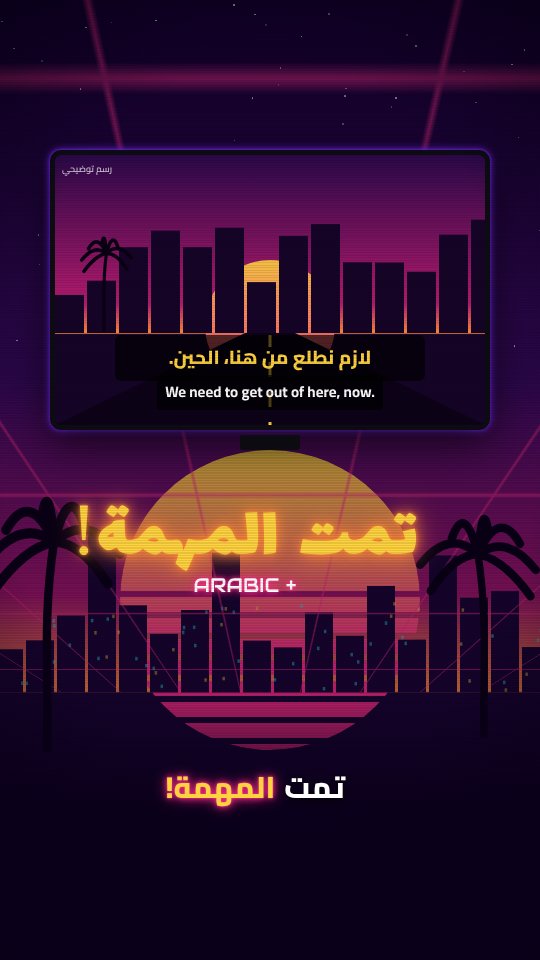 رسم توضيحي
لازم نطلع من هنا، الحين.
We need to get out of here, now.
تمت المهمة!
ARABIC +
تمت المهمة!